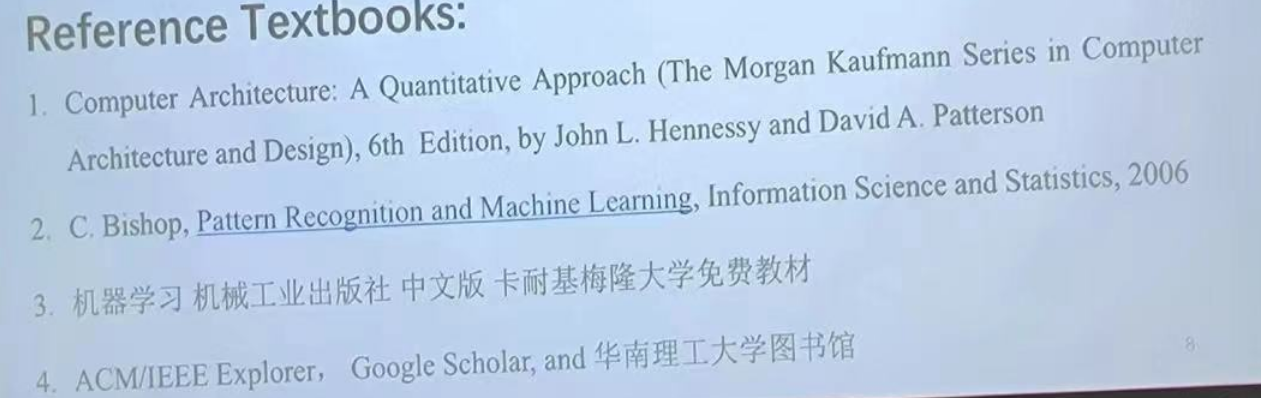 Reference Textbooks:
1. Computer Architecture: A Quantitative Approach (The Morgan Kaufmann Series in Computer
Architecture and Design), 6th Edition, by John L. Hennessy and David A. Patterson
2. C. Bishop, Pattern Recognition and Machine Learning, Information Science and Statistics, 2006
3. 机器学习 机械工业出版社 中文版 卡耐基梅隆大学免费教材
4. ACM/IEEE Explorer， Google Scholar, and 华南理工大学图书馆
8